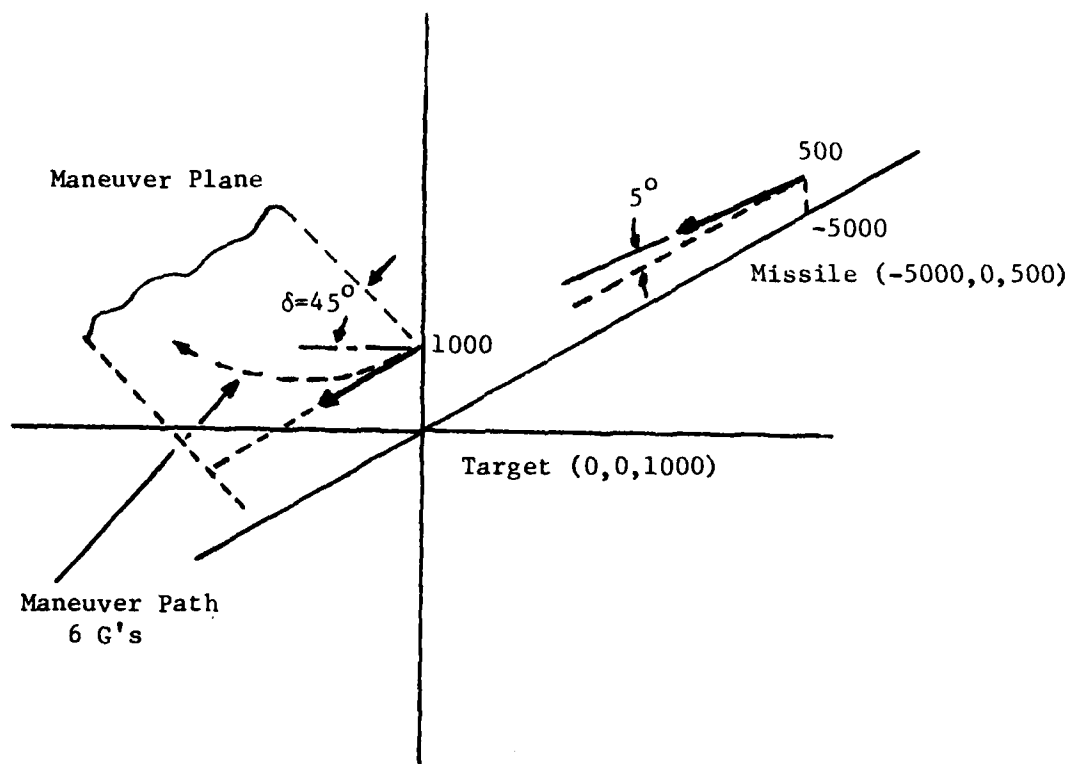 500
Maneuver Plane
5°
-5000
Missile (-5000,0,500)
δ=45°
1000
Target (0,0,1000)
Maneuver Path
6 G's